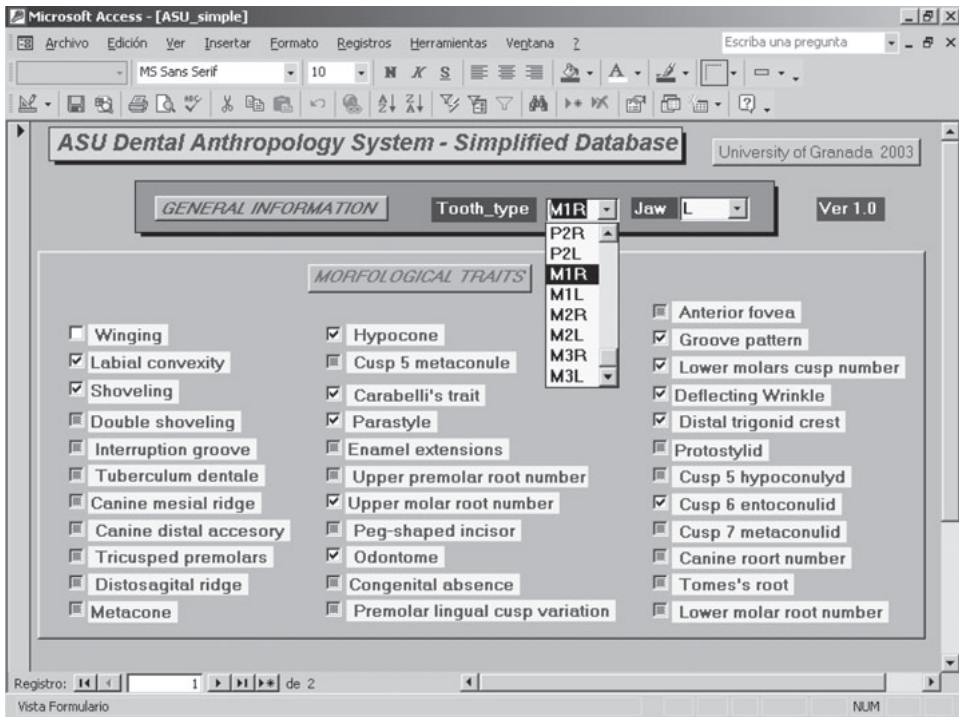 Microsoft Access - [ASU_simple]
Archivo Edición Ver Insertar Formato Registros Herramientas Ventana ? Escriba una pregunta
MS Sans Serif 10 N K S
ASU Dental Anthropology System - Simplified Database
University of Granada 2003
GENERAL INFORMATION Tooth_type M1R Jaw L Ver 1.0
P2R
P2L
M1R
M1L
M2R
M2L
M3R
M3L
MORFOLOGICAL TRAITS
Winging
Labial convexity
Shoveling
Double shoveling
Interruption groove
Tuberculum dentale
Canine mesial ridge
Canine distal accesory
Tricusped premolars
Distosagital ridge
Metacone
Hypocone
Cusp 5 metaconule
Carabelli's trait
Parastyle
Enamel extensions
Upper premolar root number
Upper molar root number
Peg-shaped incisor
Odontome
Congenital absence
Premolar lingual cusp variation
Anterior fovea
Groove pattern
Lower molars cusp number
Deflecting Wrinkle
Distal trigonid crest
Protostylid
Cusp 5 hypoconulyd
Cusp 6 entoconulid
Cusp 7 metaconulid
Canine roort number
Tomes's root
Lower molar root number
Registro: 1 de 2
Vista Formulario NUM